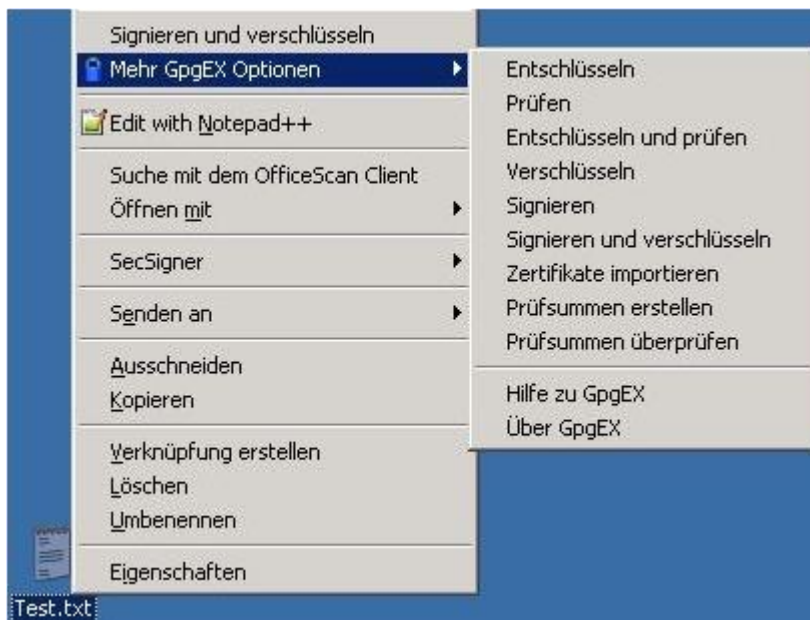 Signieren und verschlüsseln
Mehr GpgEX Optionen
Edit with Notepad++
Suche mit dem OfficeScan Client
Öffnen mit
SecSigner
Senden an
Ausschneiden
Kopieren
Verknüpfung erstellen
Löschen
Umbenennen
Eigenschaften
Entschlüsseln
Prüfen
Entschlüsseln und prüfen
Verschlüsseln
Signieren
Signieren und verschlüsseln
Zertifikate importieren
Prüfsummen erstellen
Prüfsummen überprüfen
Hilfe zu GpgEX
Über GpgEX
Test.txt